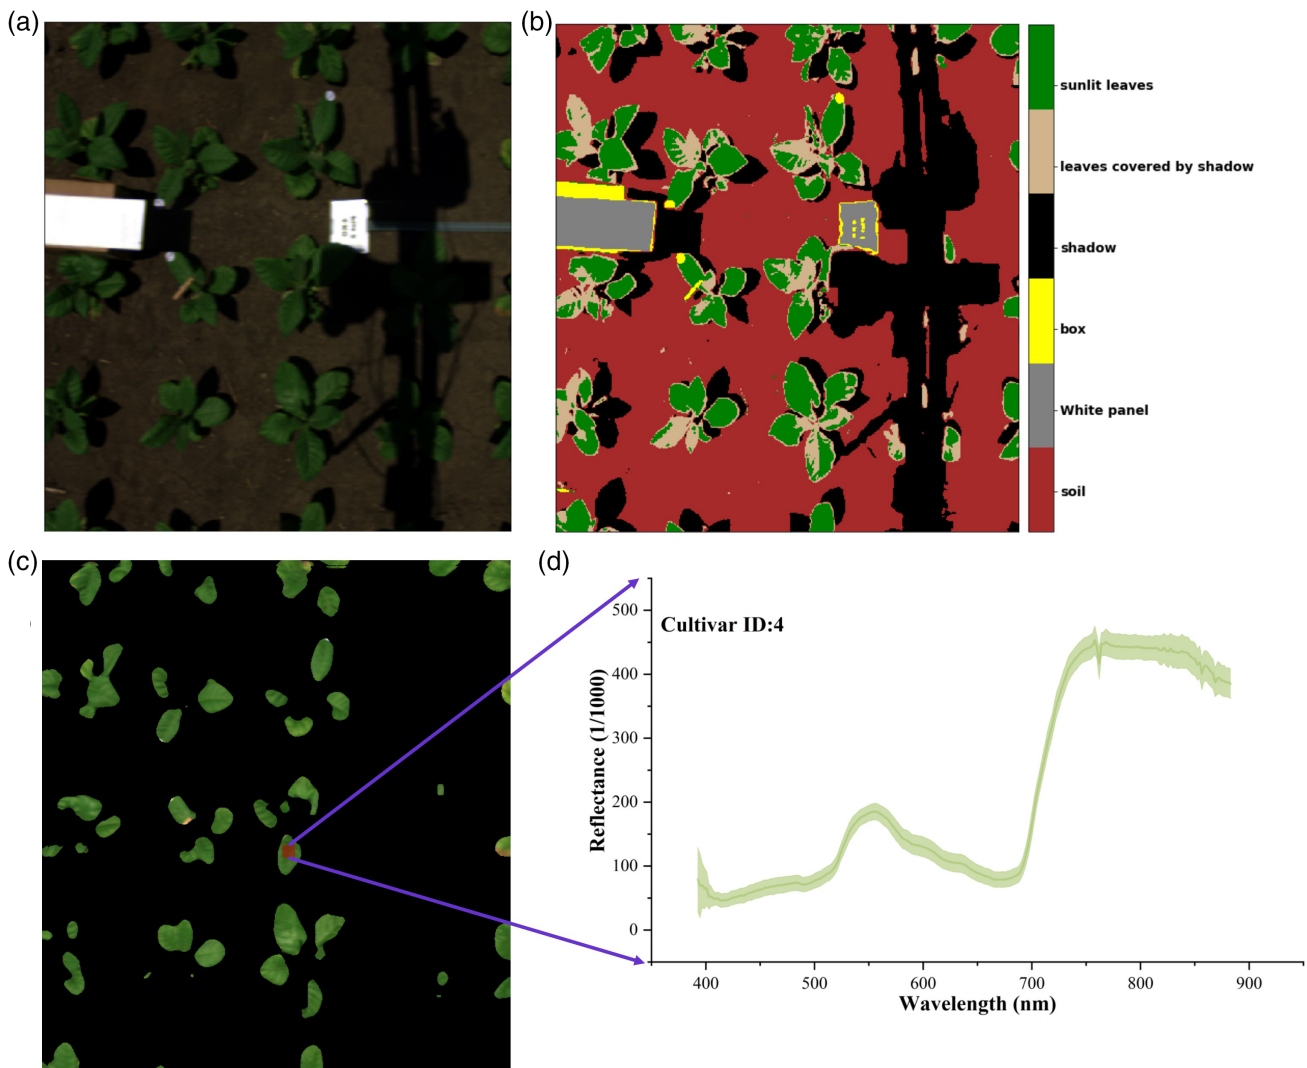 (a)
(b)
sunlit leaves
leaves covered by shadow
shadow
box
White panel
soil
(c)
(d)
Cultivar ID:4
Reflectance (1/1000)
500
400
300
200
100
0
400 500 600 700 800 900
Wavelength (nm)